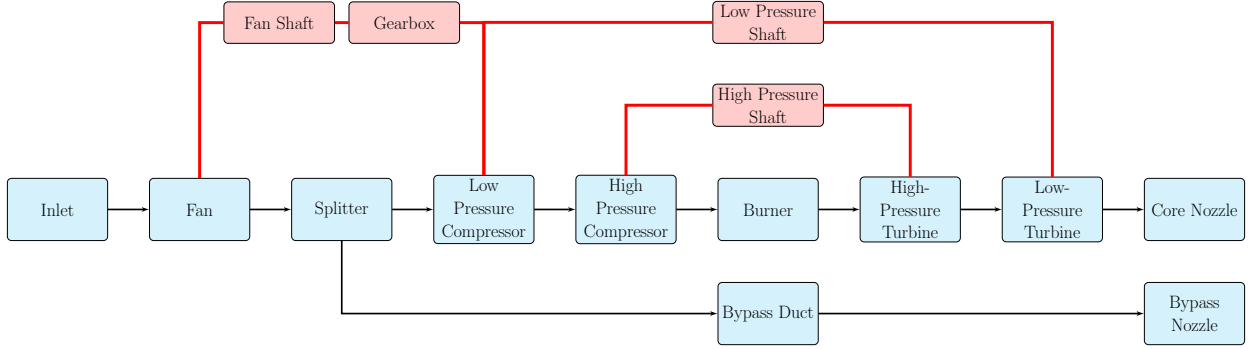 Fan Shaft
Gearbox
Low Pressure
Shaft
High Pressure
Shaft
Inlet
Fan
Splitter
Low
Pressure
Compressor
High
Pressure
Compressor
Burner
High-
Pressure
Turbine
Low-
Pressure
Turbine
Core Nozzle
Bypass Duct
Bypass
Nozzle